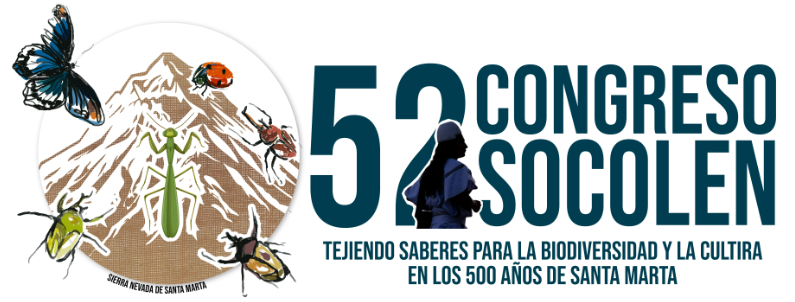 52 CONGRESO
SOCOLEN
TEJIENDO SABERES PARA LA BIODIVERSIDAD Y LA CULTIRA
EN LOS 500 AÑOS DE SANTA MARTA
SIERRA NEVADA DE SANTA MARTA